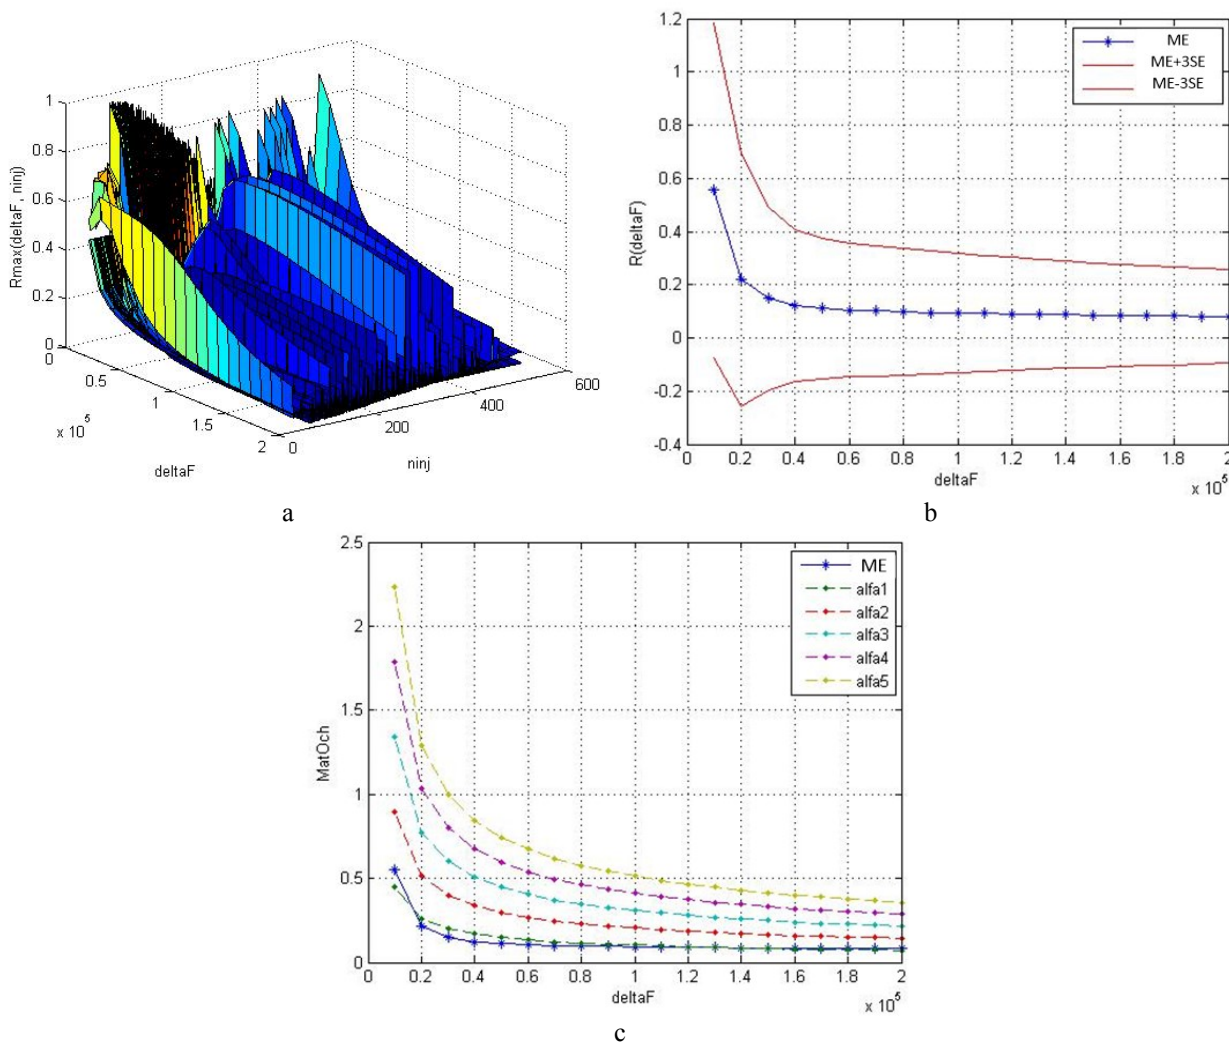 1
0.8
0.6
0.4
0.2
0
Rmax(deltaF, ninj)
0
0.5
1
1.5
2
x 10^5
deltaF
0
200
400
600
ninj
a
1.2
1
0.8
0.6
0.4
0.2
0
-0.2
-0.4
R(deltaF)
ME
ME+3SE
ME-3SE
0 0.2 0.4 0.6 0.8 1 1.2 1.4 1.6 1.8 2
deltaF
x 10^5
b
2.5
2
1.5
1
0.5
0
MatOch
ME
alfa1
alfa2
alfa3
alfa4
alfa5
0 0.2 0.4 0.6 0.8 1 1.2 1.4 1.6 1.8 2
deltaF
x 10^5
c